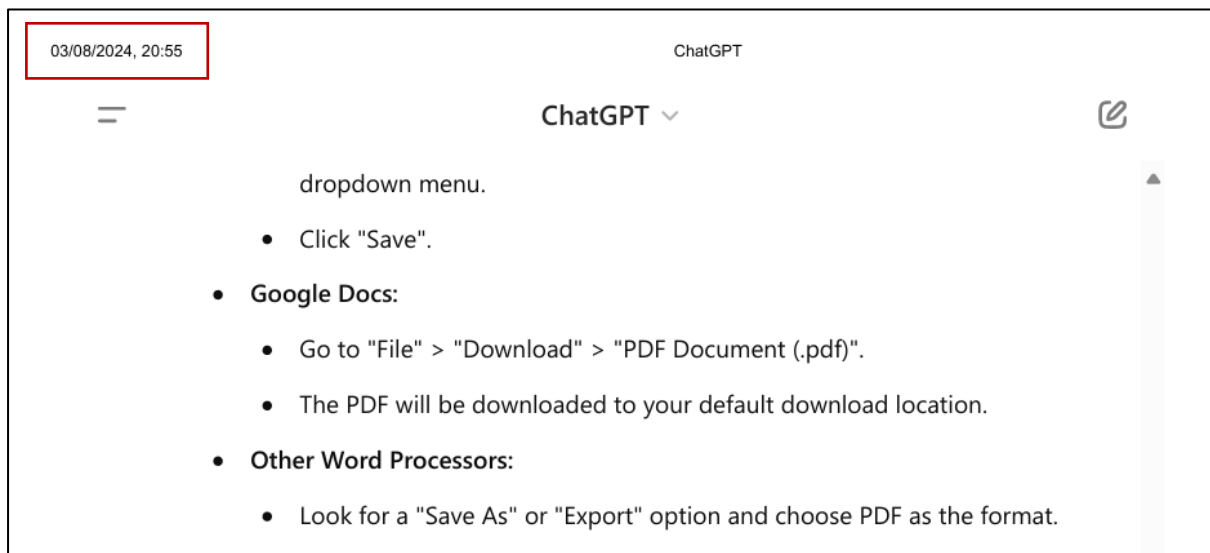 03/08/2024, 20:55 ChatGPT
ChatGPT
dropdown menu.
• Click "Save".
• Google Docs:
• Go to "File" > "Download" > "PDF Document (.pdf)".
• The PDF will be downloaded to your default download location.
• Other Word Processors:
• Look for a "Save As" or "Export" option and choose PDF as the format.